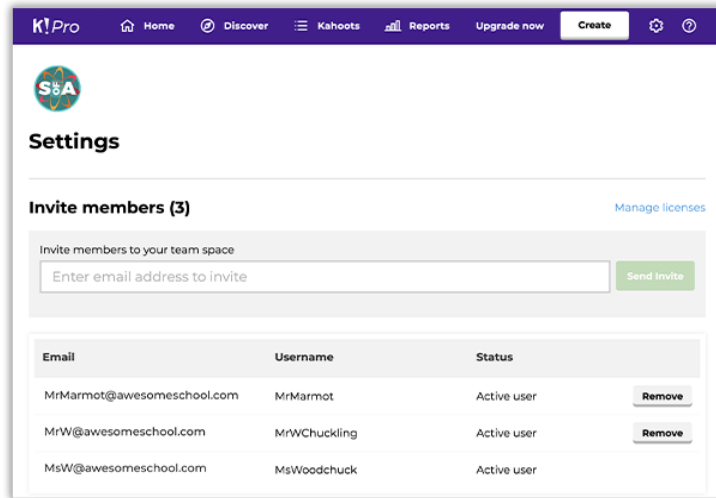 K! Pro Home Discover Kahoots Reports Upgrade now Create
S OF A
Settings
Invite members (3) Manage licenses
Invite members to your team space
Enter email address to invite Send Invite
Email Username Status
MrMarmot@awesomeschool.com MrMarmot Active user Remove
MrW@awesomeschool.com MrWChuckling Active user Remove
MsW@awesomeschool.com MsWoodchuck Active user